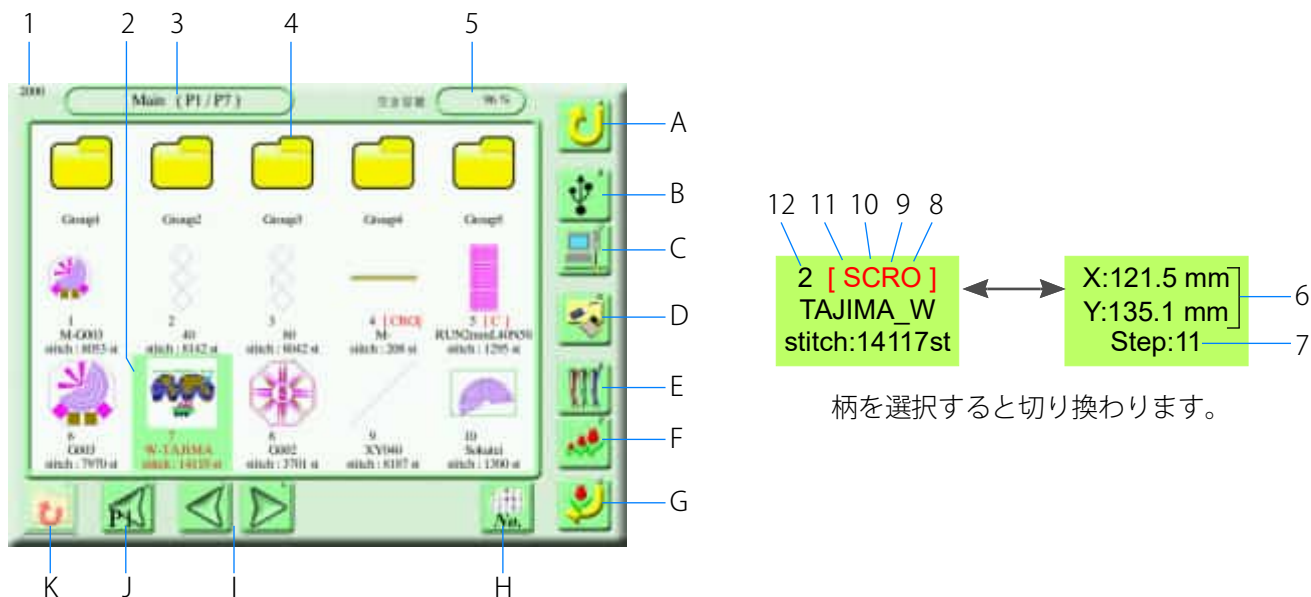 1
2
3
4
5
2000
Main ( P1 / P7 )
空き容量
96 %
Group1
Group2
Group3
Group4
Group5
1
M-G003
stitch : 8053 st
2
40
stitch : 8142 st
3
80
stitch : 8042 st
4 [CRO]
M-
stitch : 208 st
5 [ C ]
stitch : 1295 st
6
G003
stitch : 7970 st
7
W-TAJIMA
8
G002
stitch : 3701 st
9
XY040
stitch : 8187 st
10
Sokutei
stitch : 1300 st
P1
No.
A
B
C
D
E
F
G
H
I
J
K
12
11
10
9
8
2 [ SCRO ]
TAJIMA_W
stitch:14117st
X:121.5 mm
Y:135.1 mm
Step:11
6
7
柄を選択すると切り換わります。